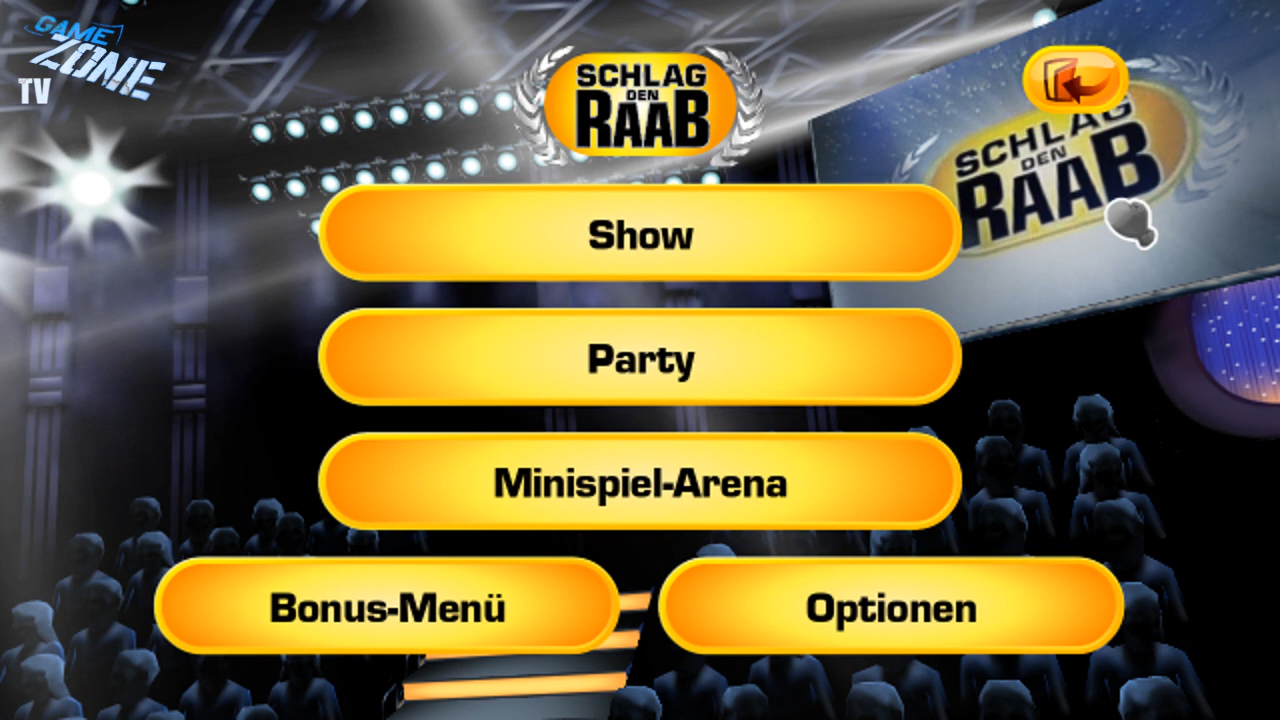 GAME
ZONE
TV
SCHLAG
DEN
RAAB
SCHLAG
DEN
RAAB
Show
Party
Minispiel-Arena
Bonus-Menü
Optionen